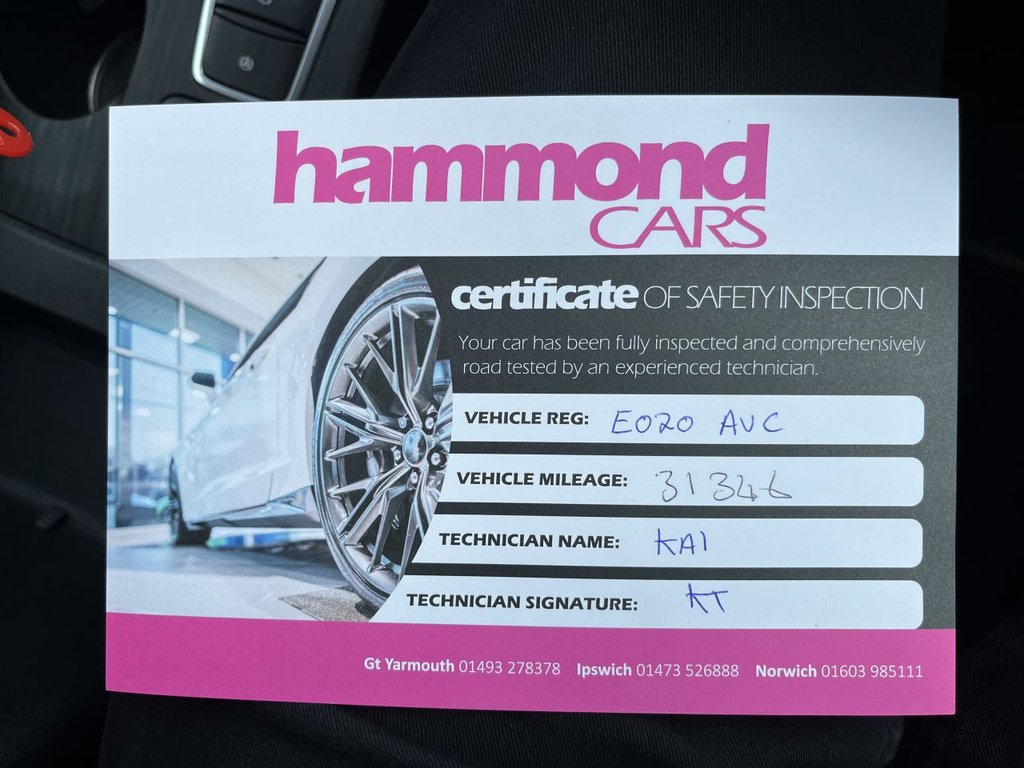 hammond
CARS
certificate OF SAFETY INSPECTION
Your car has been fully inspected and comprehensively
road tested by an experienced technician.
VEHICLE REG: EO20 AVC
VEHICLE MILEAGE: 31346
TECHNICIAN NAME: KAI
TECHNICIAN SIGNATURE: KT
Gt Yarmouth 01493 278378 Ipswich 01473 526888 Norwich 01603 985111